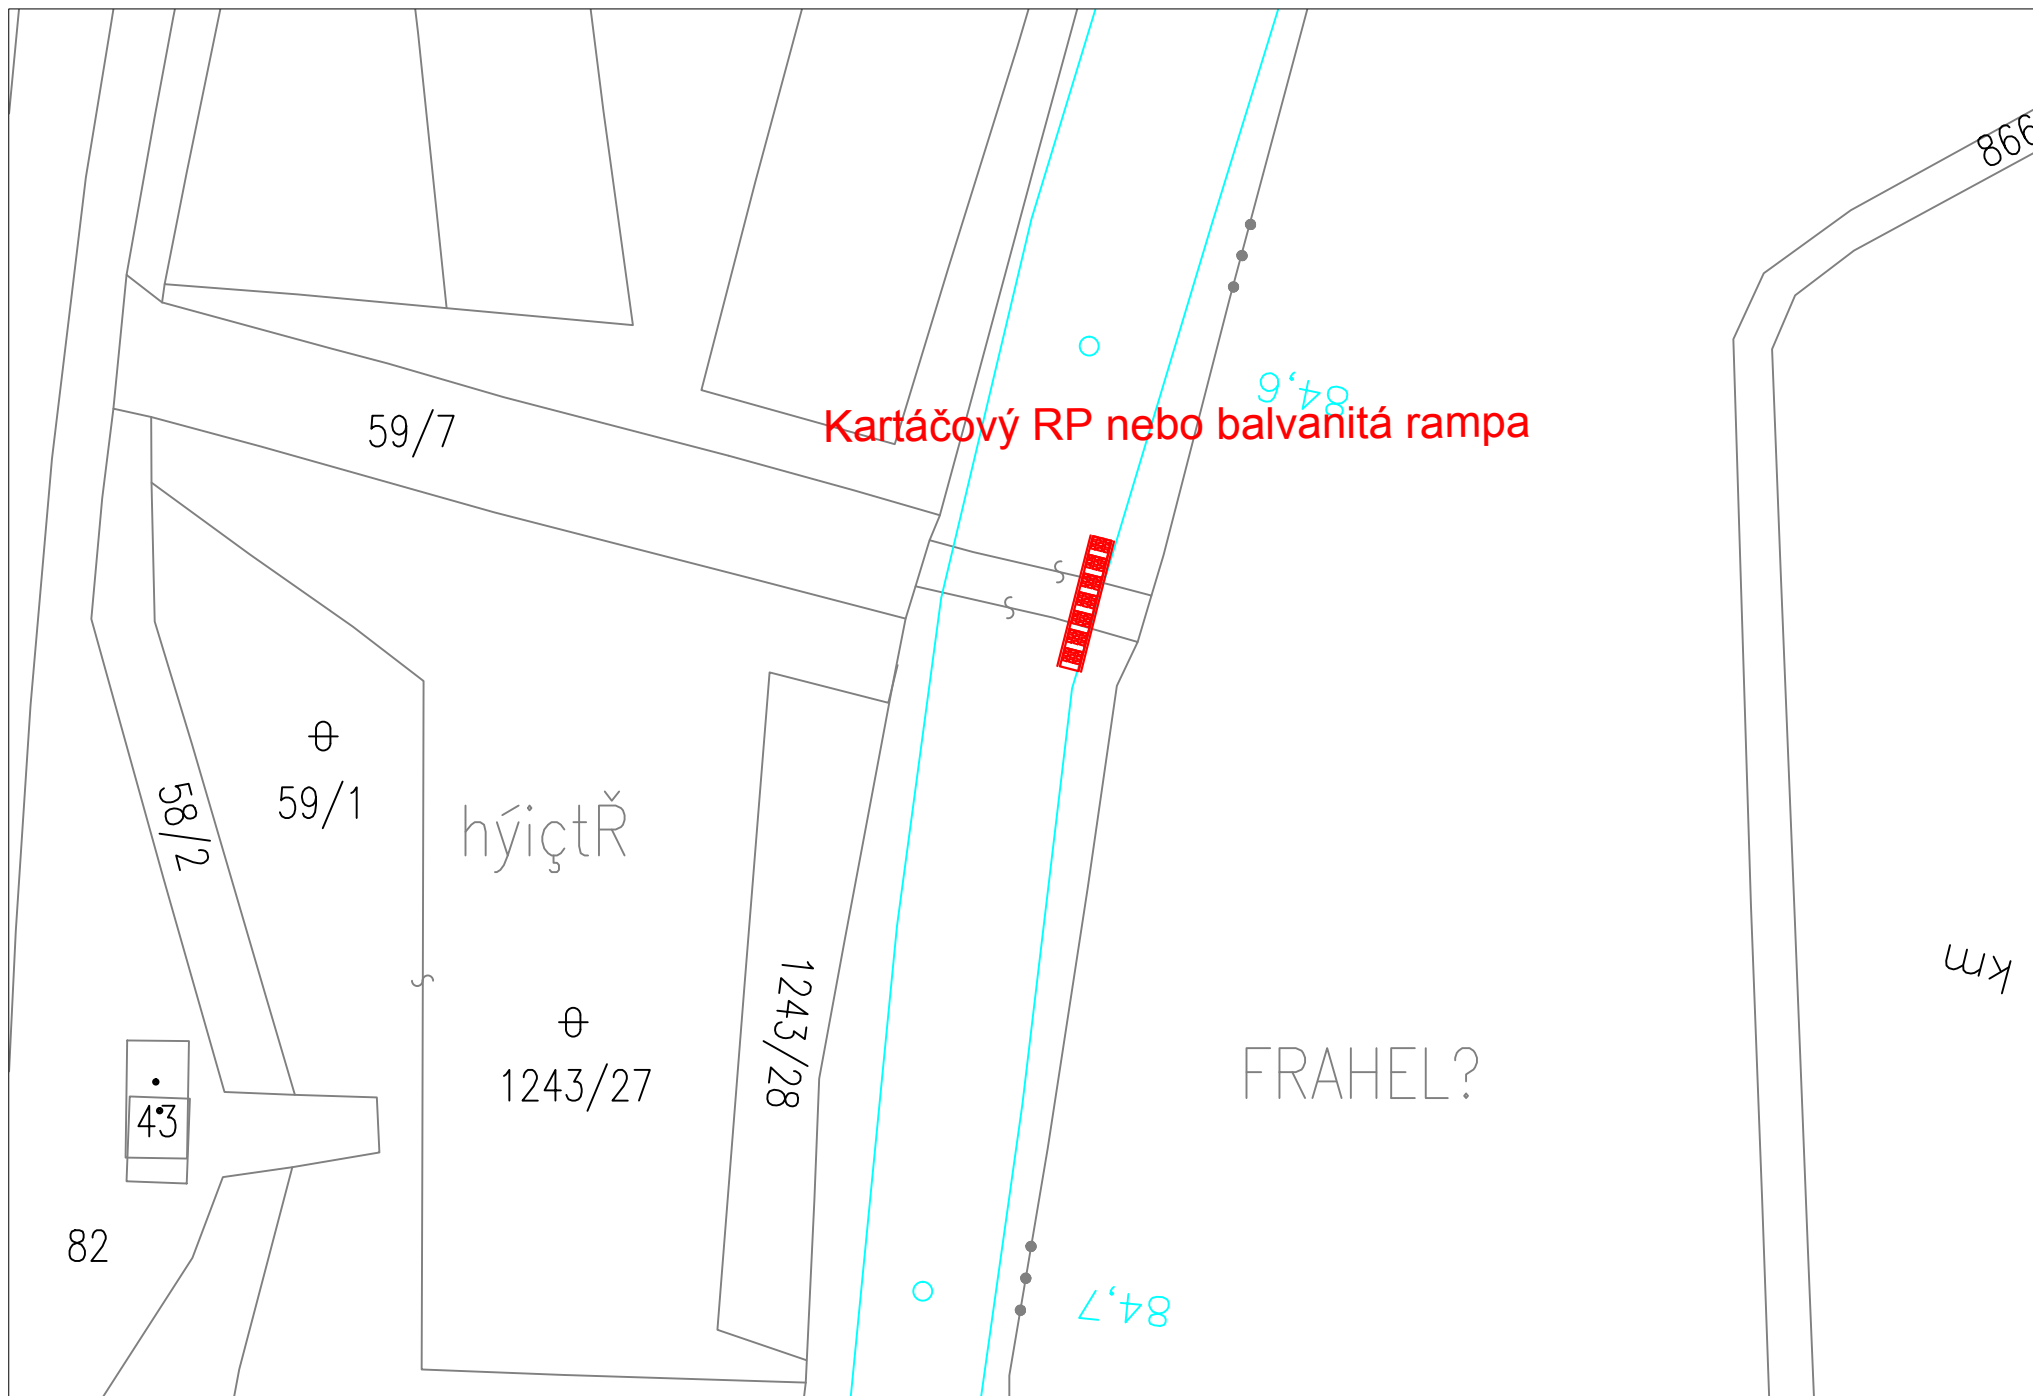 998
84,6
Kartáčový RP nebo balvanitá rampa
59/7
59/1
58/2
hýiçtŘ
km
1243/28
1243/27
FRAHEL?
43
82
84,7